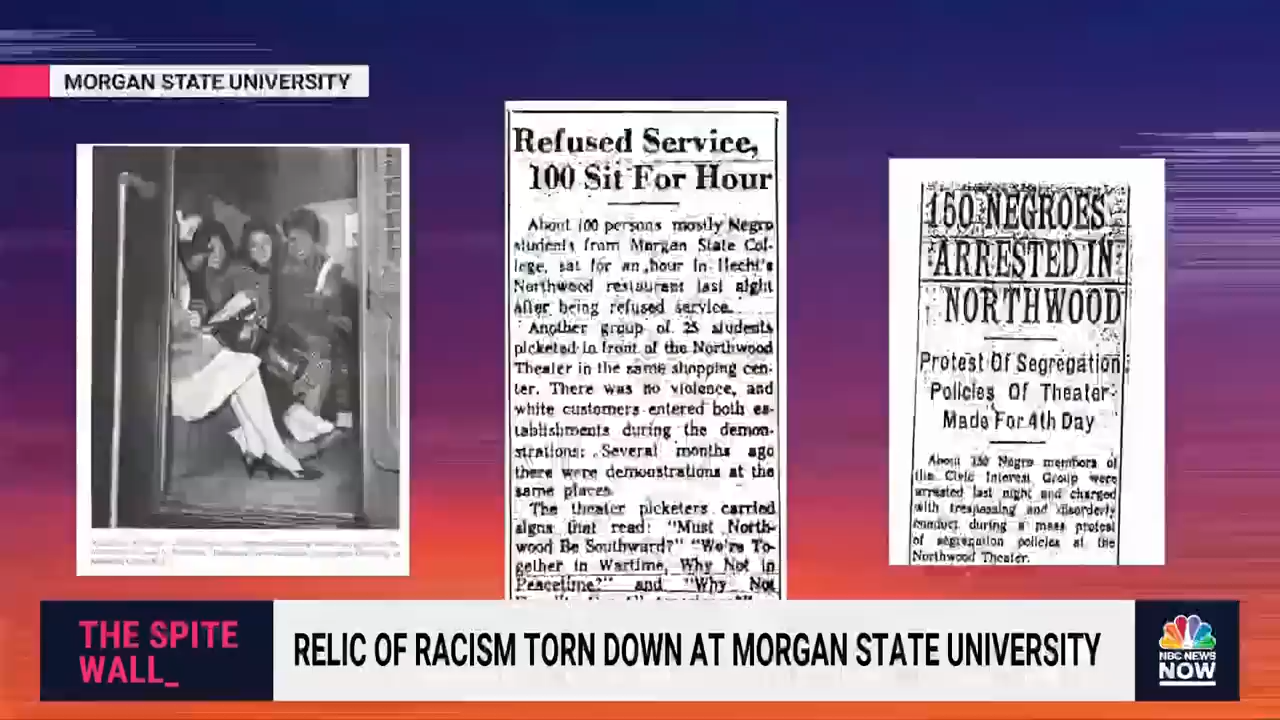 MORGAN STATE UNIVERSITY
Refused Service,
100 Sit For Hour
About 100 persons mostly Negro
students from Morgan State Col-
lege, sat for an hour in Hecht's
Northwood restaurant last night
after being refused service.
Another group of 25 students
picketed in front of the Northwood
Theater in the same shopping cen-
ter. There was no violence, and
white customers entered both es-
tablishments during the demon-
strations. Several months ago
there were demonstrations at the
same places.
The theater picketers carried
signs that read: "Must North-
wood Be Southward?" "We're To-
gether in Wartime, Why Not in
Peacetime?" and "Why Not
150 NEGROES
ARRESTED IN
NORTHWOOD
Protest Of Segregation
Policies Of Theater
Made For 4th Day
About 150 Negro members of
the Civic Interest Group were
arrested last night and charged
with trespassing and disorderly
conduct during a mass protest
of segregation policies at the
Northwood Theater.
THE SPITE
WALL_
RELIC OF RACISM TORN DOWN AT MORGAN STATE UNIVERSITY
NBC NEWS
NOW